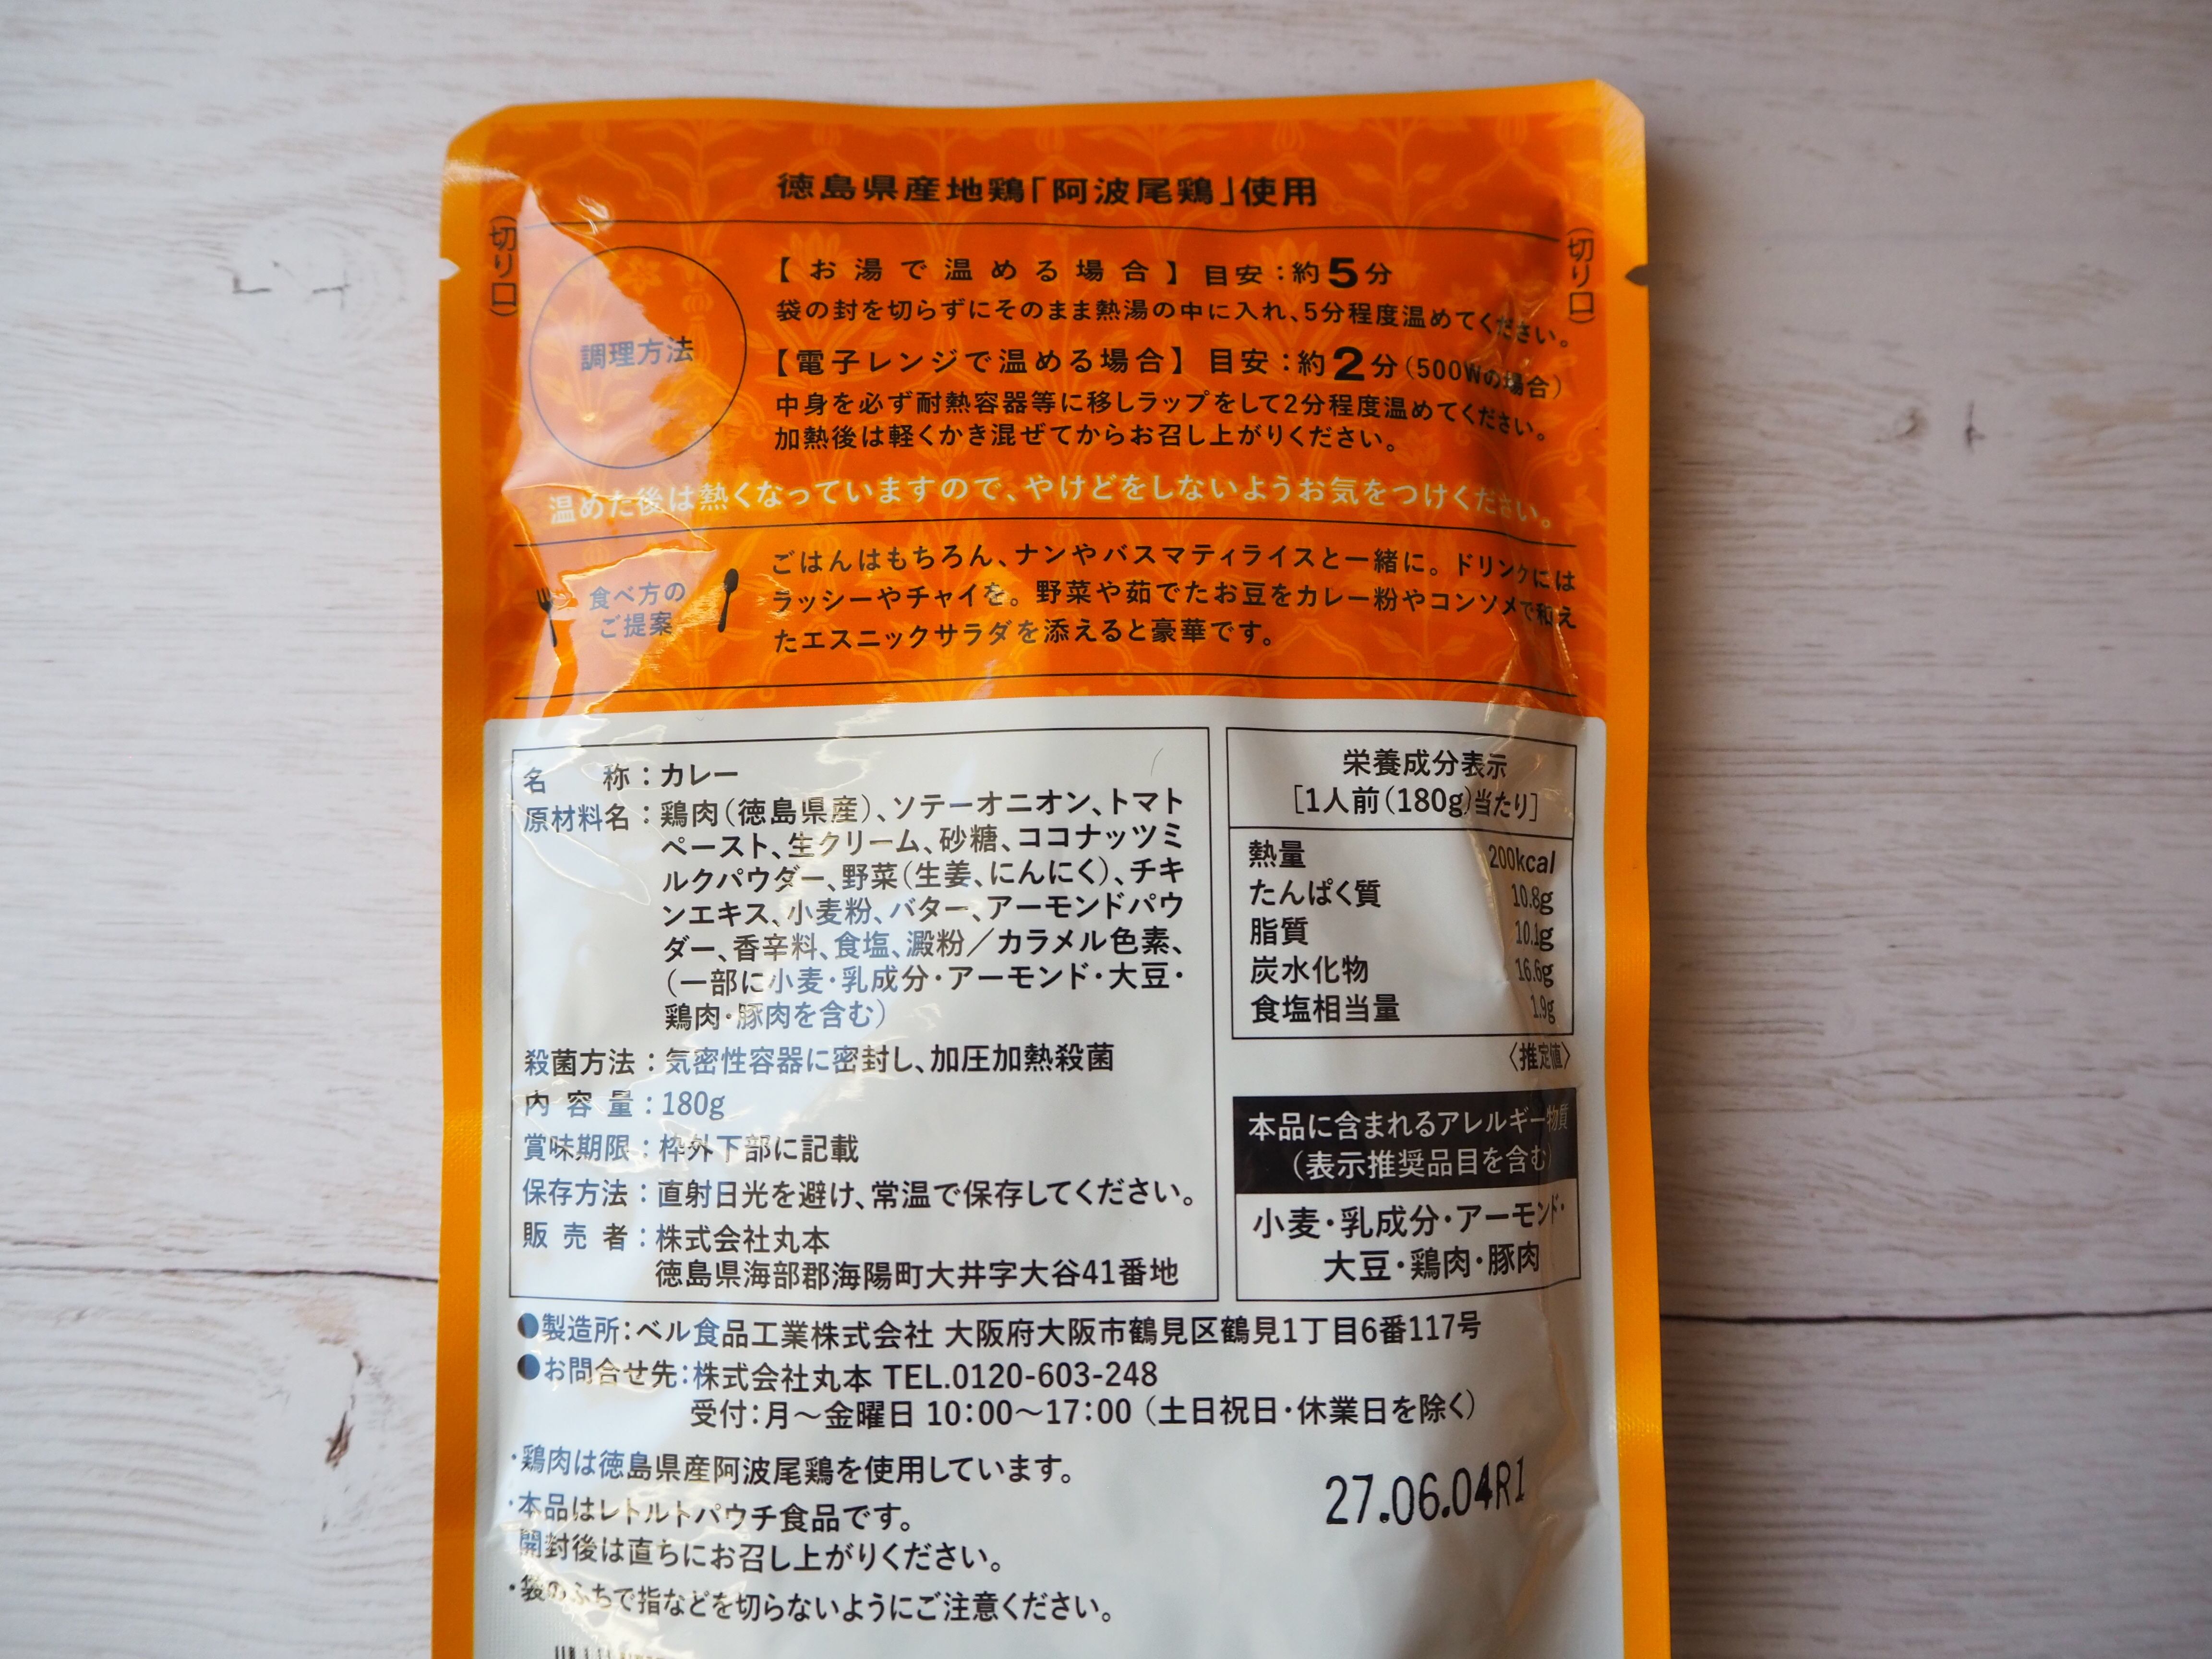 徳島県産地鶏「阿波尾鶏」使用
(切り口)
(切り口)
調理方法
【お湯で温める場合】目安:約5分
袋の封を切らずにそのまま熱湯の中に入れ、5分程度温めてください。
【電子レンジで温める場合】目安:約2分(500Wの場合)
中身を必ず耐熱容器等に移しラップをして2分程度温めてください。
加熱後は軽くかき混ぜてからお召し上がりください。
温めた後は熱くなっていますので、やけどをしないようお気をつけください。
食べ方の
ご提案
ごはんはもちろん、ナンやバスマティライスと一緒に。ドリンクには
ラッシーやチャイを。野菜や茹でたお豆をカレー粉やコンソメで和え
たエスニックサラダを添えると豪華です。
名称:カレー
原材料名:鶏肉(徳島県産)、ソテーオニオン、トマト
ペースト、生クリーム、砂糖、ココナッツミ
ルクパウダー、野菜(生姜、にんにく)、チキ
ンエキス、小麦粉、バター、アーモンドパウ
ダー、香辛料、食塩、澱粉/カラメル色素、
(一部に小麦・乳成分・アーモンド・大豆・
鶏肉・豚肉を含む)
殺菌方法:気密性容器に密封し、加圧加熱殺菌
内容量:180g
賞味期限:枠外下部に記載
保存方法:直射日光を避け、常温で保存してください。
販売者:株式会社丸本
徳島県海部郡海陽町大井字大谷41番地
栄養成分表示
[1人前(180g)当たり]
熱量 200kcal
たんぱく質 10.8g
脂質 10.1g
炭水化物 16.6g
食塩相当量 1.9g
〈推定値〉
本品に含まれるアレルギー物質
(表示推奨品目を含む)
小麦・乳成分・アーモンド・
大豆・鶏肉・豚肉
●製造所:ベル食品工業株式会社 大阪府大阪市鶴見区鶴見1丁目6番117号
●お問合せ先:株式会社丸本 TEL.0120-603-248
受付:月〜金曜日 10:00〜17:00(土日祝日・休業日を除く)
・鶏肉は徳島県産阿波尾鶏を使用しています。
・本品はレトルトパウチ食品です。
開封後は直ちにお召し上がりください。
・袋のふちで指などを切らないようにご注意ください。
27.06.04R1